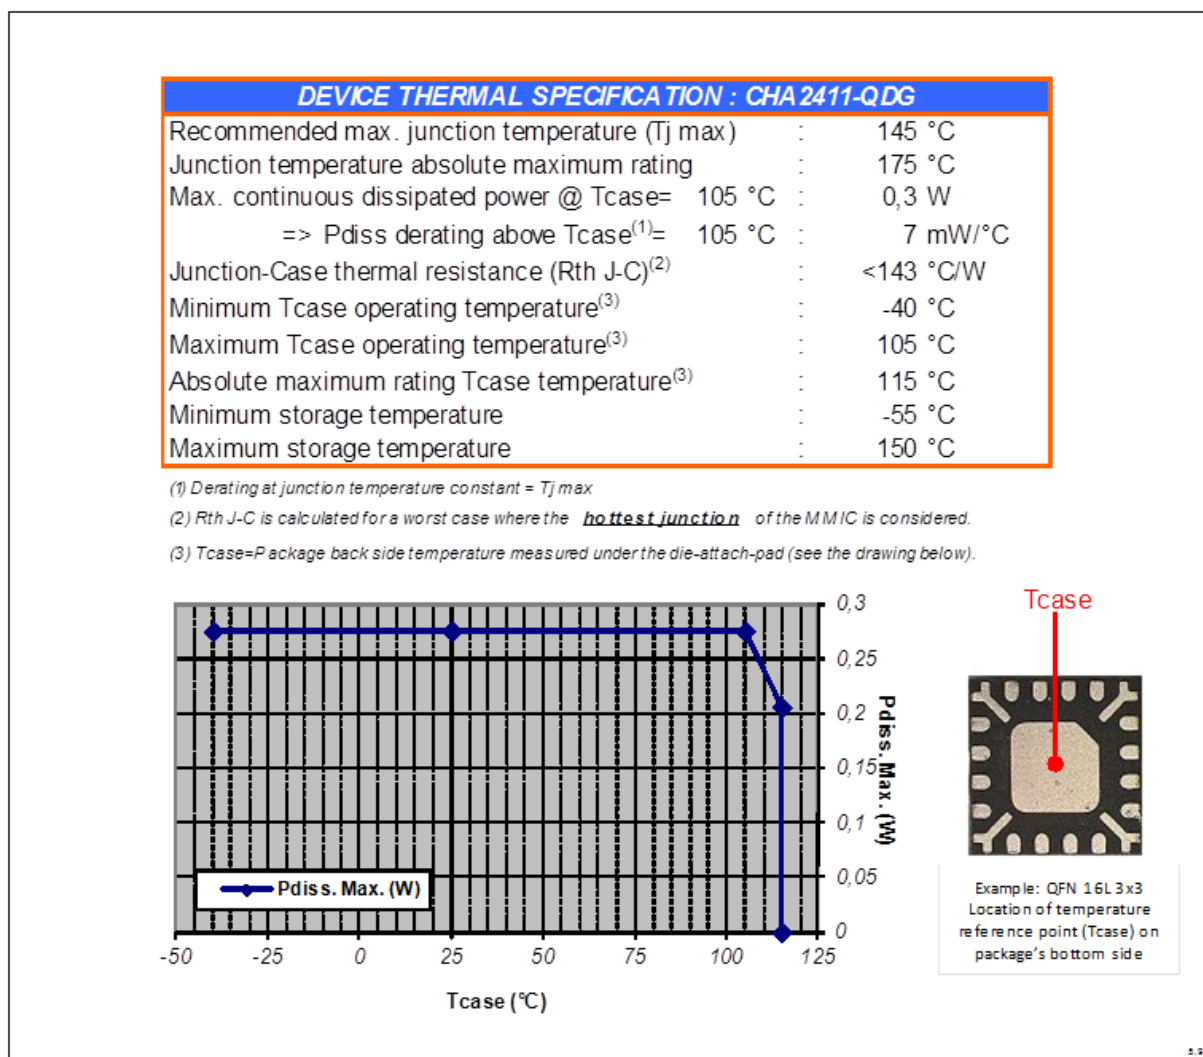 DEVICE THERMAL SPECIFICATION : CHA2411-QDG
Recommended max. junction temperature (Tj max) : 145 °C
Junction temperature absolute maximum rating : 175 °C
Max. continuous dissipated power @ Tcase= 105 °C : 0,3 W
=> Pdiss derating above Tcase(1)= 105 °C : 7 mW/°C
Junction-Case thermal resistance (Rth J-C)(2) : <143 °C/W
Minimum Tcase operating temperature(3) : -40 °C
Maximum Tcase operating temperature(3) : 105 °C
Absolute maximum rating Tcase temperature(3) : 115 °C
Minimum storage temperature : -55 °C
Maximum storage temperature : 150 °C
(1) Derating at junction temperature constant = Tj max
(2) Rth J-C is calculated for a worst case where the hottest junction of the MMIC is considered.
(3) Tcase=Package back side temperature measured under the die-attach-pad (see the drawing below).
0,3
0,25
0,2
0,15
0,1
0,05
0
Pdiss. Max. (W)
Pdiss. Max. (W)
-50 -25 0 25 50 75 100 125
Tcase (°C)
Tcase
Example: QFN 16L 3x3
Location of temperature
reference point (Tcase) on
package's bottom side